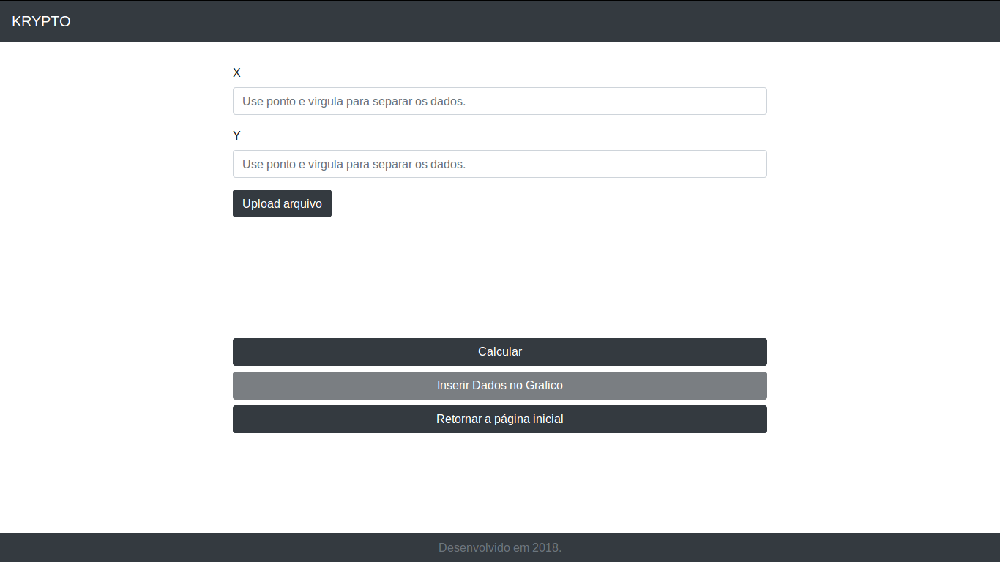 KRYPTO
X
Use ponto e vírgula para separar os dados.
Y
Use ponto e vírgula para separar os dados.
Upload arquivo
Calcular
Inserir Dados no Grafico
Retornar a página inicial
Desenvolvido em 2018.